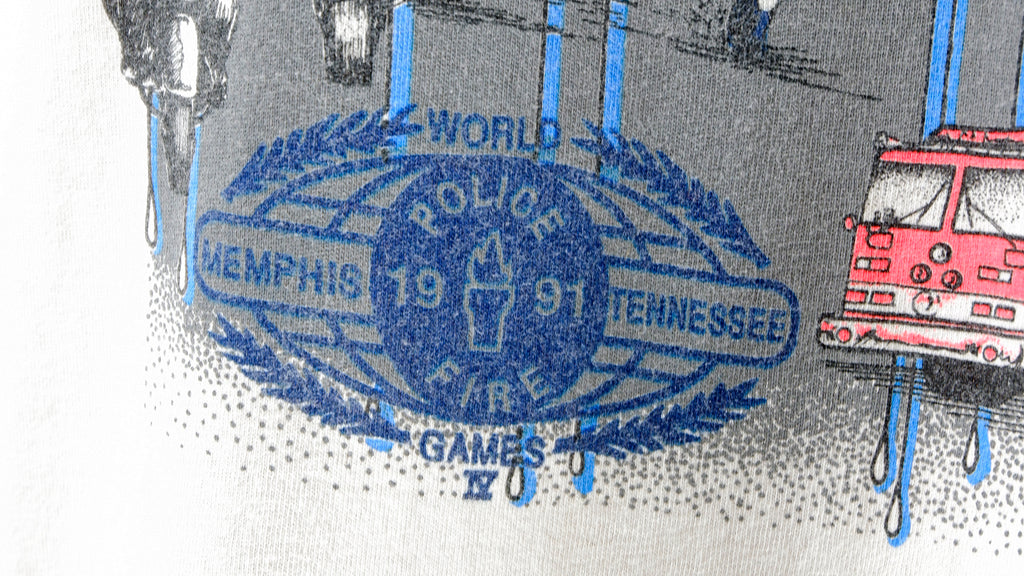 WORLD
POLICE
MEMPHIS 19 91 TENNESSEE
FIRE
GAMES
IV